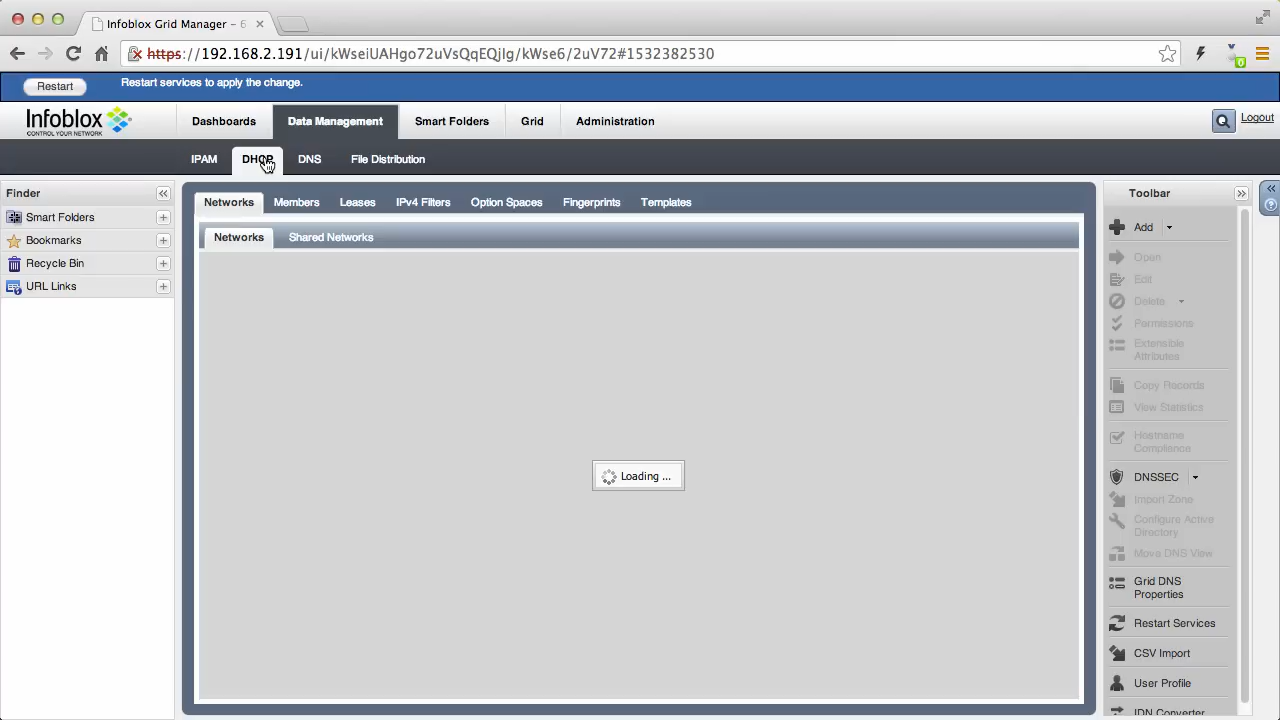 Infoblox Grid Manager – 6
https://192.168.2.191/ui/kWseiUAHgo72uVsQqEQjIg/kWse6/2uV72#1532382530
0
Restart
Restart services to apply the change.
Infoblox
CONTROL YOUR NETWORK
Dashboards
Data Management
Smart Folders
Grid
Administration
Logout
IPAM
DHCP
DNS
File Distribution
Finder
Smart Folders
Bookmarks
Recycle Bin
URL Links
Networks
Members
Leases
IPv4 Filters
Option Spaces
Fingerprints
Templates
Networks
Shared Networks
Loading ...
Toolbar
Add
Open
Edit
Delete
Permissions
Extensible
Attributes
Copy Records
View Statistics
Hostname
Compliance
DNSSEC
Import Zone
Configure Active
Directory
Move DNS View
Grid DNS
Properties
Restart Services
CSV Import
User Profile
IDN Converter